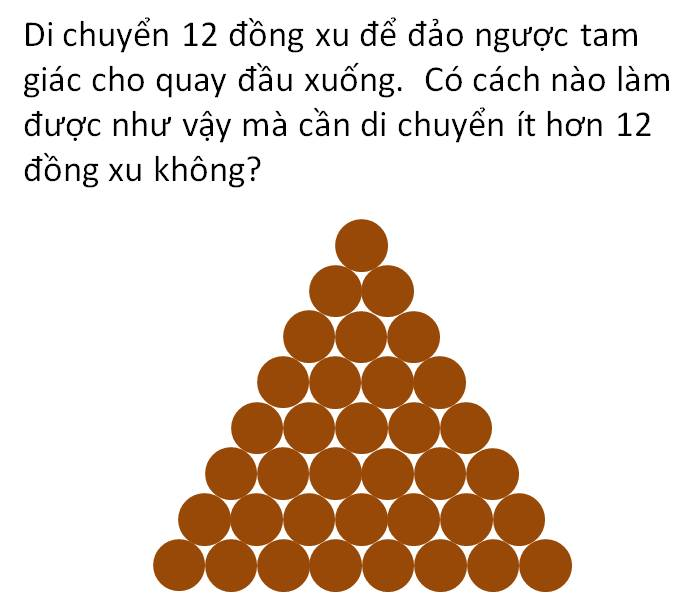 Di chuyển 12 đồng xu để đảo ngược tam
giác cho quay đầu xuống.  Có cách nào làm
được như vậy mà cần di chuyển ít hơn 12
đồng xu không?